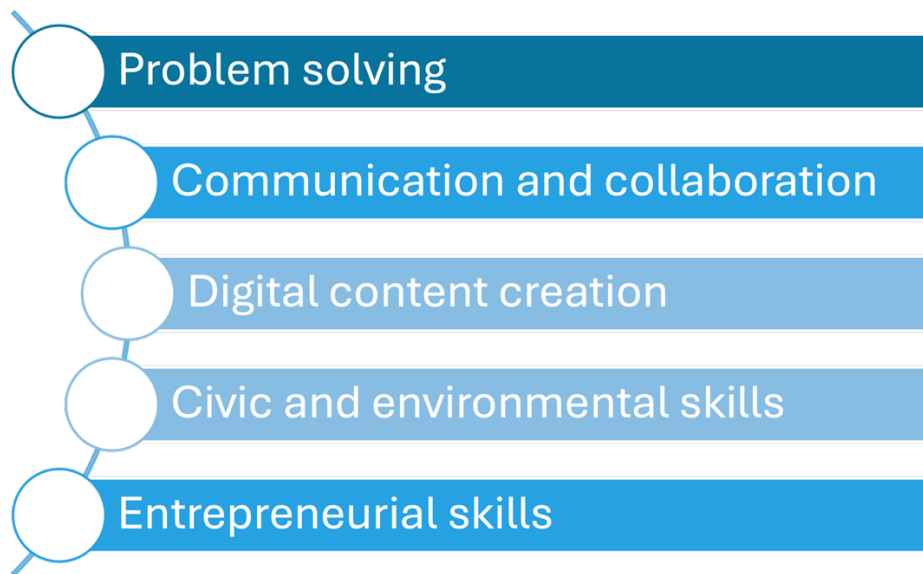 Problem solving
Communication and collaboration
Digital content creation
Civic and environmental skills
Entrepreneurial skills